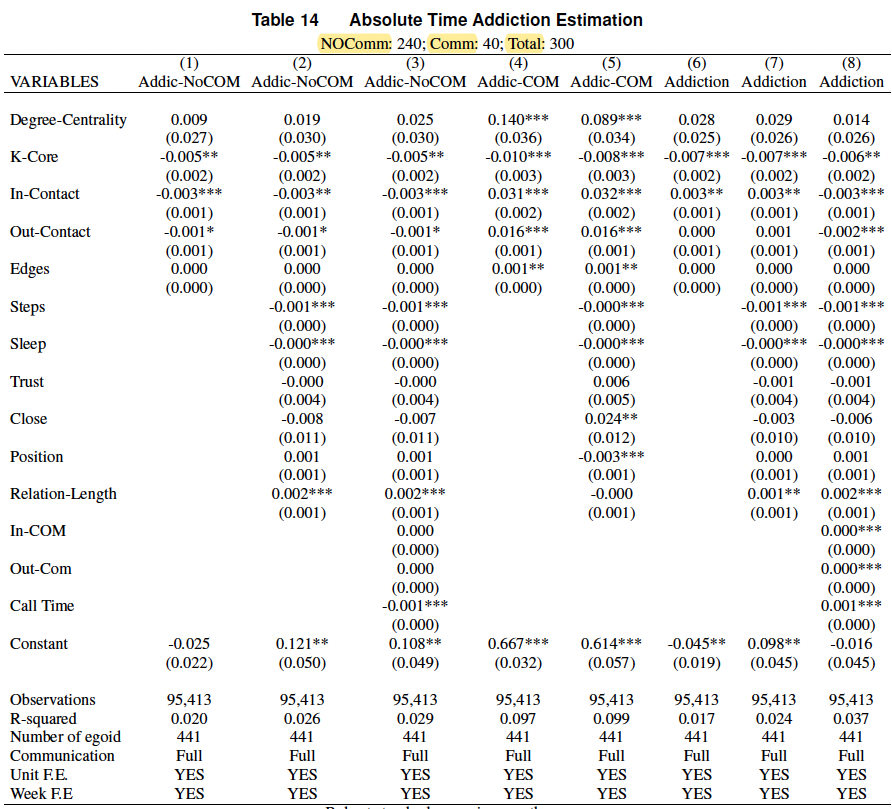 Table 14 Absolute Time Addiction Estimation
NOComm: 240; Comm: 40; Total: 300
(1) (2) (3) (4) (5) (6) (7) (8)
VARIABLES Addic-NoCOM Addic-NoCOM Addic-NoCOM Addic-COM Addic-COM Addiction Addiction Addiction
Degree-Centrality 0.009 0.019 0.025 0.140*** 0.089*** 0.028 0.029 0.014
(0.027) (0.030) (0.030) (0.036) (0.034) (0.025) (0.026) (0.026)
K-Core -0.005** -0.005** -0.005** -0.010*** -0.008*** -0.007*** -0.007*** -0.006**
(0.002) (0.002) (0.002) (0.003) (0.003) (0.002) (0.002) (0.002)
In-Contact -0.003*** -0.003** -0.003*** 0.031*** 0.032*** 0.003** 0.003** -0.003***
(0.001) (0.001) (0.001) (0.002) (0.002) (0.001) (0.001) (0.001)
Out-Contact -0.001* -0.001* -0.001* 0.016*** 0.016*** 0.000 0.001 -0.002***
(0.001) (0.001) (0.001) (0.001) (0.001) (0.001) (0.001) (0.001)
Edges 0.000 0.000 0.000 0.001** 0.001** 0.000 0.000 0.000
(0.000) (0.000) (0.000) (0.000) (0.000) (0.000) (0.000) (0.000)
Steps -0.001*** -0.001*** -0.000*** -0.001*** -0.001***
(0.000) (0.000) (0.000) (0.000) (0.000)
Sleep -0.000*** -0.000*** -0.000*** -0.000*** -0.000***
(0.000) (0.000) (0.000) (0.000) (0.000)
Trust -0.000 -0.000 0.006 -0.001 -0.001
(0.004) (0.004) (0.005) (0.004) (0.004)
Close -0.008 -0.007 0.024** -0.003 -0.006
(0.011) (0.011) (0.012) (0.010) (0.010)
Position 0.001 0.001 -0.003*** 0.000 0.001
(0.001) (0.001) (0.001) (0.001) (0.001)
Relation-Length 0.002*** 0.002*** -0.000 0.001** 0.002***
(0.001) (0.001) (0.001) (0.001) (0.001)
In-COM 0.000 0.000***
(0.000) (0.000)
Out-Com 0.000 0.000***
(0.000) (0.000)
Call Time -0.001*** 0.001***
(0.000) (0.000)
Constant -0.025 0.121** 0.108** 0.667*** 0.614*** -0.045** 0.098** -0.016
(0.022) (0.050) (0.049) (0.032) (0.057) (0.019) (0.045) (0.045)
Observations 95,413 95,413 95,413 95,413 95,413 95,413 95,413 95,413
R-squared 0.020 0.026 0.029 0.097 0.099 0.017 0.024 0.037
Number of egoid 441 441 441 441 441 441 441 441
Communication Full Full Full Full Full Full Full Full
Unit F.E. YES YES YES YES YES YES YES YES
Week F.E YES YES YES YES YES YES YES YES